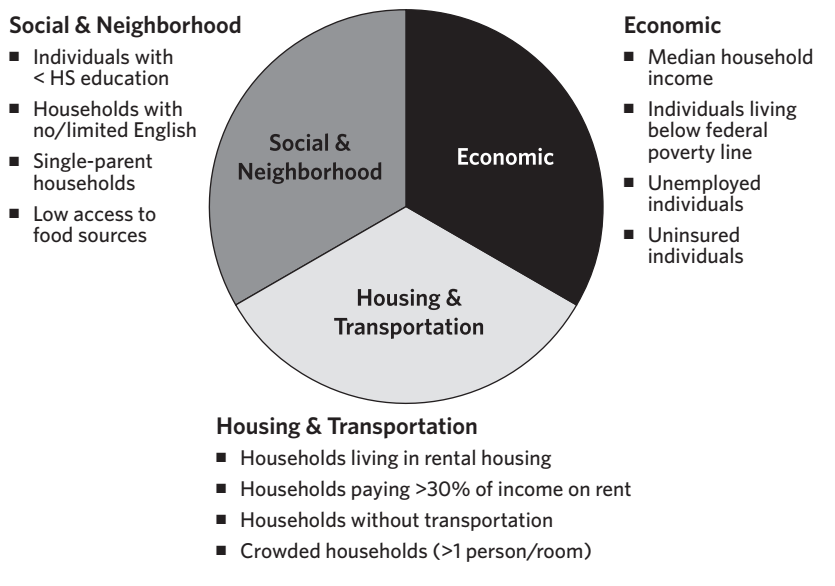 Social & Neighborhood
■ Individuals with
< HS education
■ Households with
no/limited English
■ Single-parent
households
■ Low access to
food sources
Social &
Neighborhood
Economic
Housing &
Transportation
Economic
■ Median household
income
■ Individuals living
below federal
poverty line
■ Unemployed
individuals
■ Uninsured
individuals
Housing & Transportation
■ Households living in rental housing
■ Households paying >30% of income on rent
■ Households without transportation
■ Crowded households (>1 person/room)